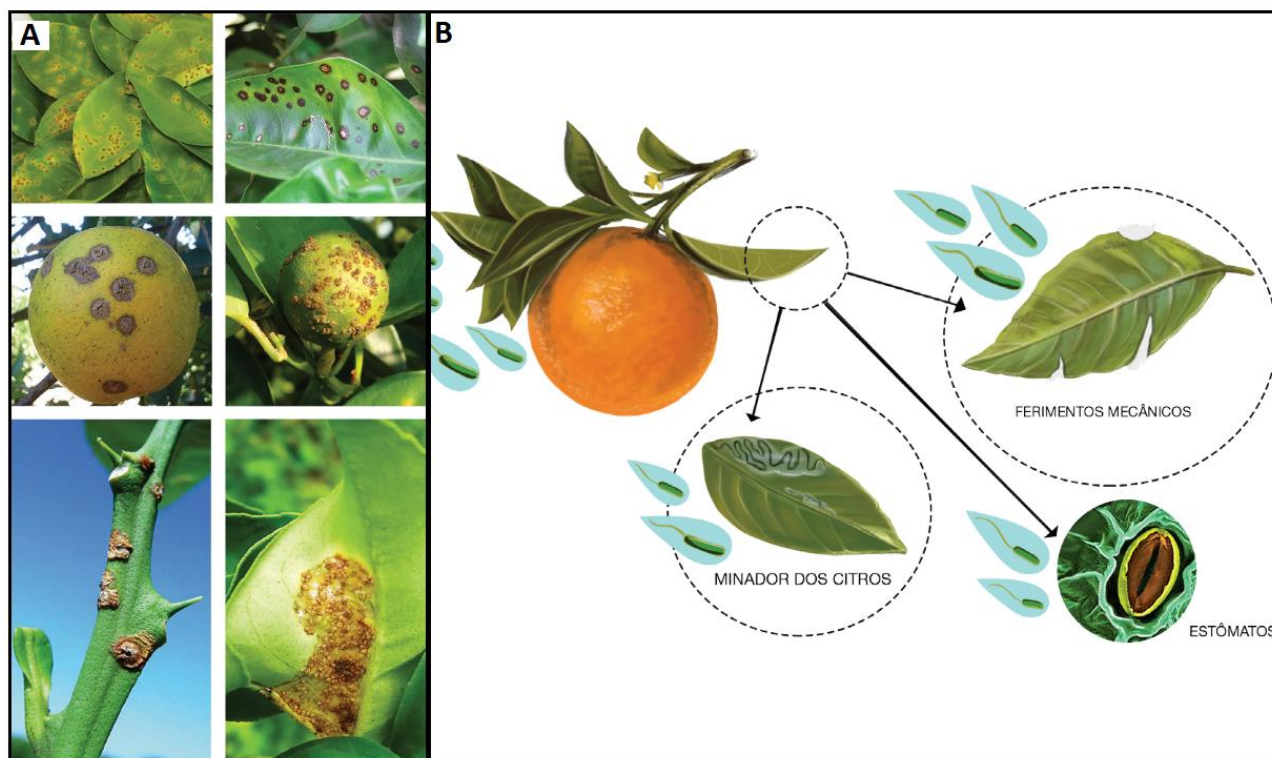 A
B
FERIMENTOS MECÂNICOS
MINADOR DOS CITROS
ESTÔMATOS